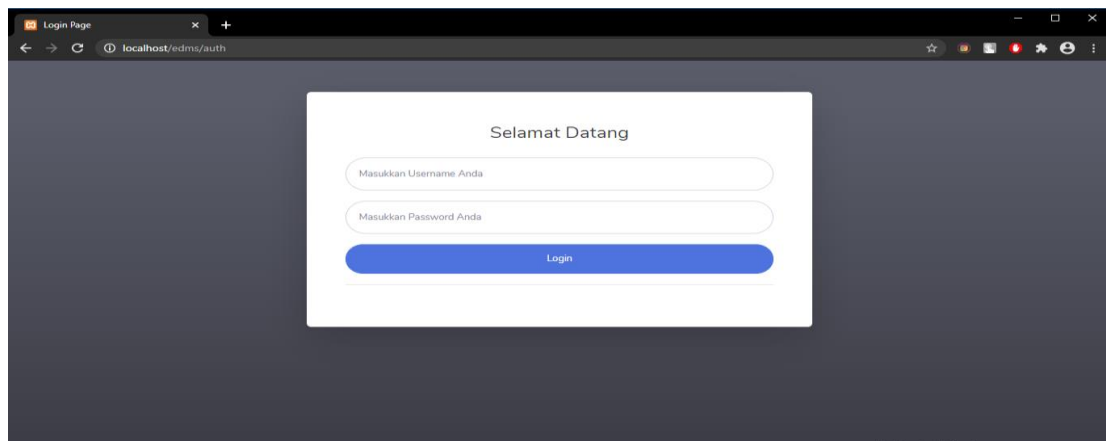 Login Page
localhost/edms/auth
Selamat Datang
Masukkan Username Anda
Masukkan Password Anda
Login